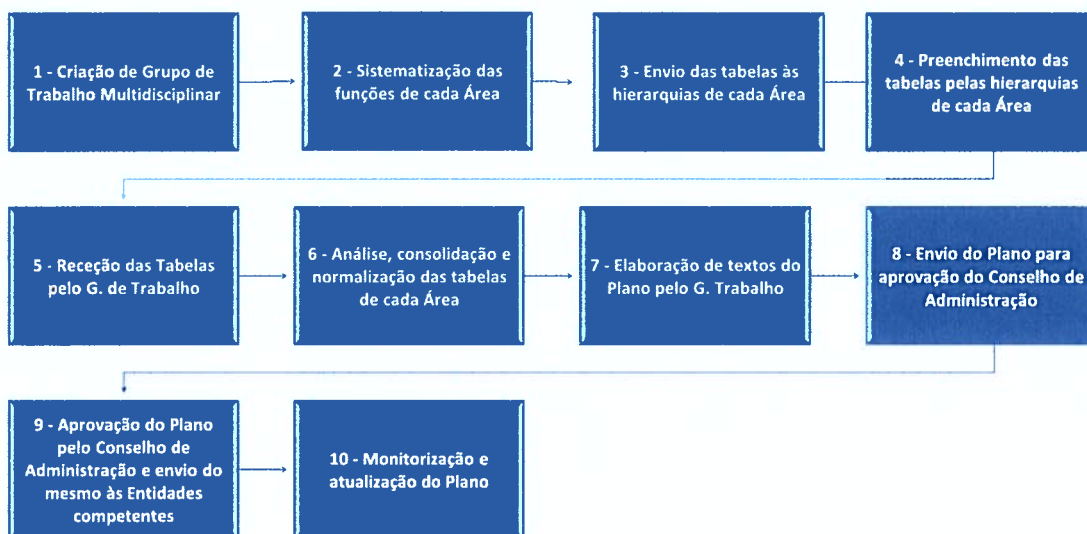 1 - Criação de Grupo de
Trabalho Multidisciplinar
2 - Sistematização das
funções de cada Área
3 - Envio das tabelas às
hierarquias de cada Área
4 - Preenchimento das
tabelas pelas hierarquias
de cada Área
5 - Receção das Tabelas
pelo G. de Trabalho
6 - Análise, consolidação e
normalização das tabelas
de cada Área
7 - Elaboração de textos do
Plano pelo G. Trabalho
8 - Envio do Plano para
aprovação do Conselho de
Administração
9 - Aprovação do Plano
pelo Conselho de
Administração e envio do
mesmo às Entidades
competentes
10 - Monitorização e
atualização do Plano